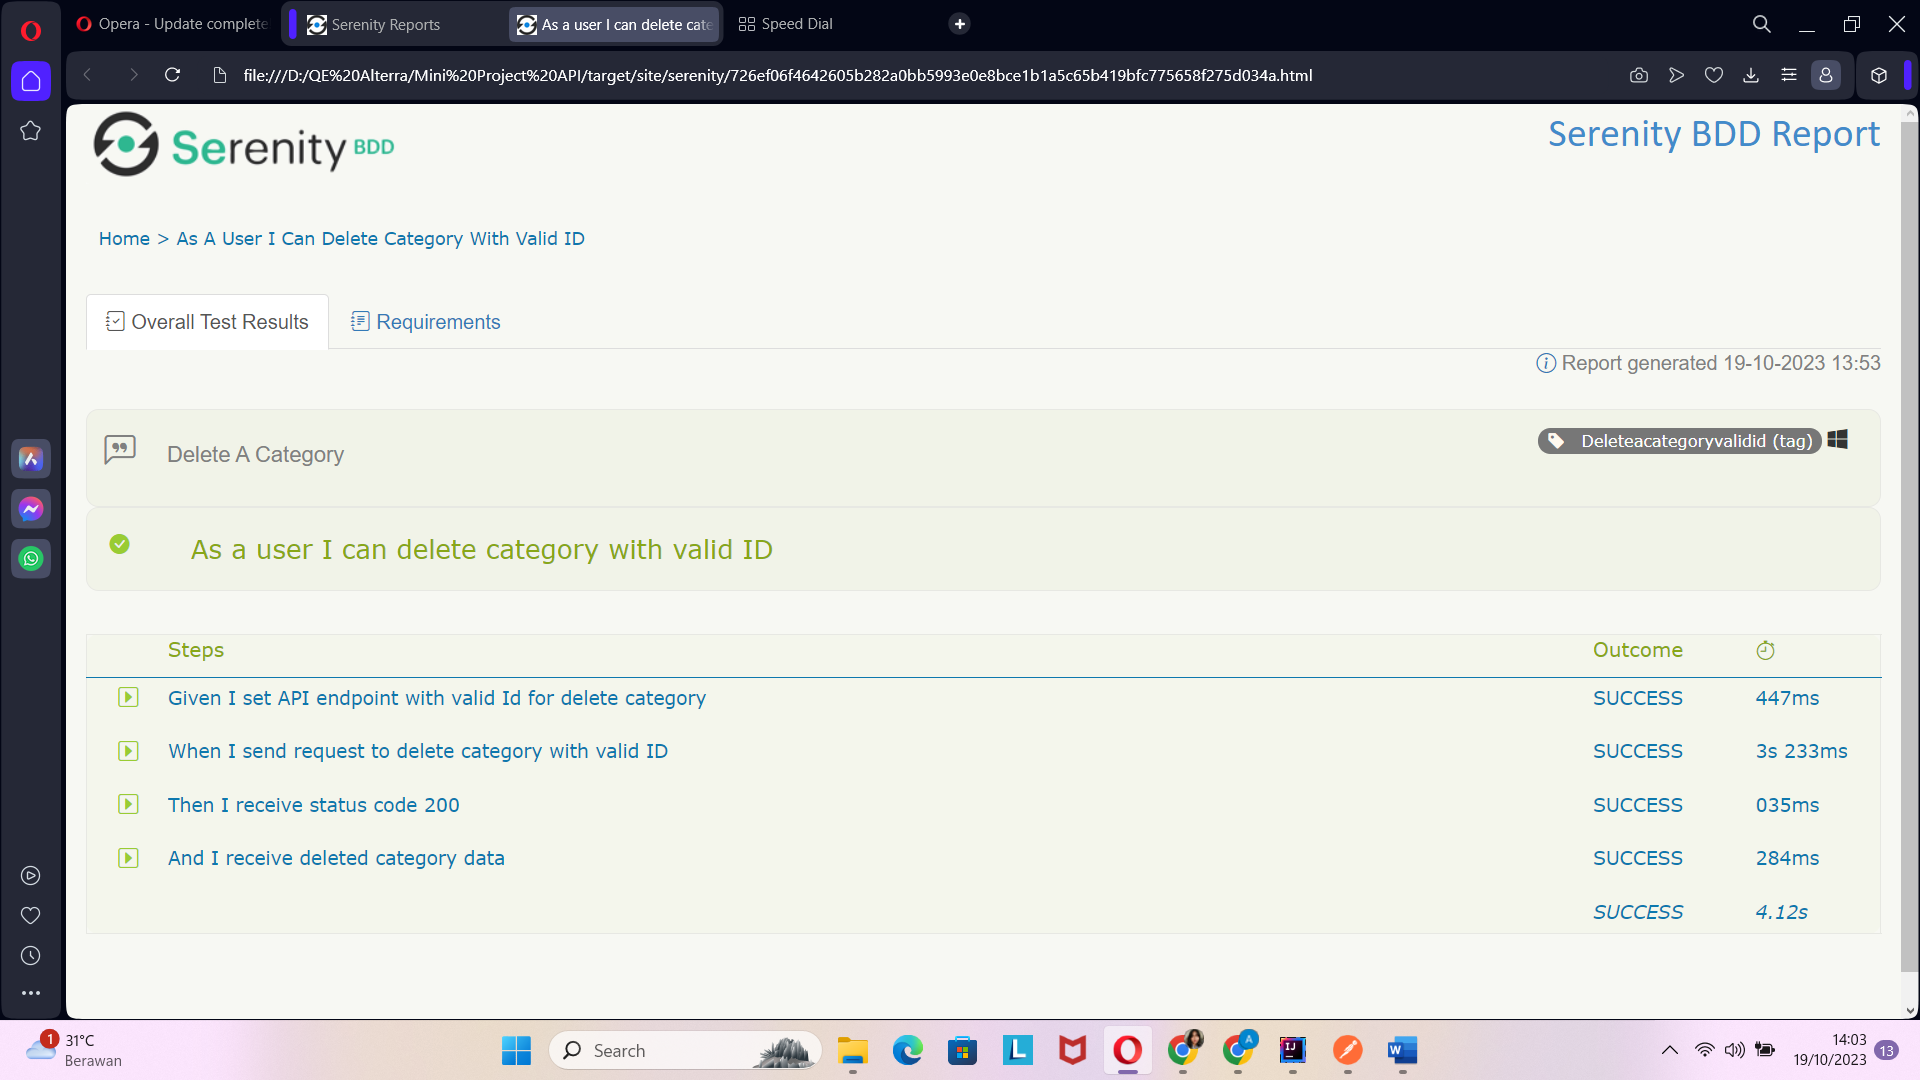 Opera - Update complete
Serenity Reports
As a user I can delete cate
Speed Dial
file:///D:/QE%20Alterra/Mini%20Project%20API/target/site/serenity/726ef06f4642605b282a0bb5993e0e8bce1b1a5c65b419bfc775658f275d034a.html
Serenity BDD
Serenity BDD Report
Home > As A User I Can Delete Category With Valid ID
Overall Test Results
Requirements
Report generated 19-10-2023 13:53
Delete A Category
Deleteacategoryvalidid (tag)
As a user I can delete category with valid ID
Steps Outcome
Given I set API endpoint with valid Id for delete category SUCCESS 447ms
When I send request to delete category with valid ID SUCCESS 3s 233ms
Then I receive status code 200 SUCCESS 035ms
And I receive deleted category data SUCCESS 284ms
SUCCESS 4.12s
1
31°C
Berawan
Search
L
A
IJ
W
14:03
19/10/2023
13